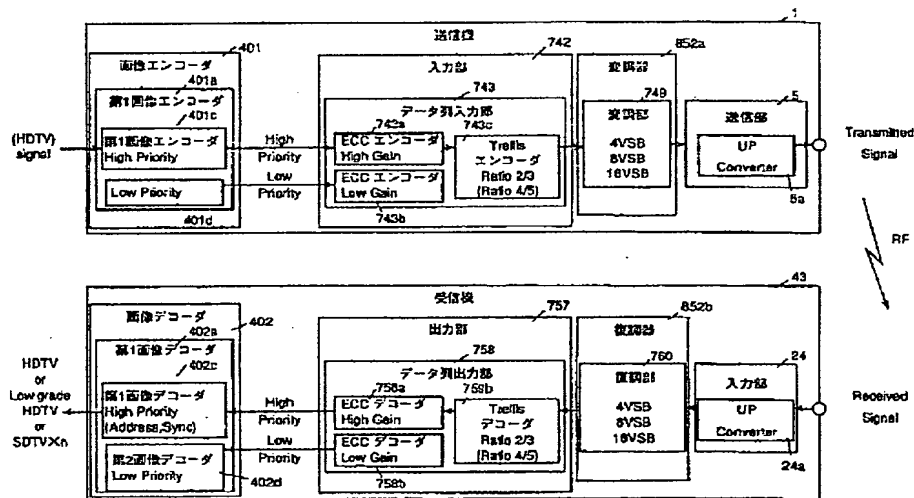 1
送信機
401
画像エンコーダ
401a
第1画像エンコーダ
401c
第1画像エンコーダ
High Priority
Low Priority
401d
(HDTV)
signal
High
Priority
Low
Priority
742
入力部
743
データ列入力部
742a
743c
ECC エンコーダ
High Gain
ECC エンコーダ
Low Gain
743b
Trellis
エンコーダ
Ratio 2/3
(Ratio 4/5)
852a
変調器
749
変調部
4VSB
8VSB
16VSB
5
送信部
UP
Converter
5a
Transmitted
Signal
RF
43
受信機
画像デコーダ
402
402a
第1画像デコーダ
402c
第1画像デコーダ
High Priority
(Address,Sync)
第2画像デコーダ
Low Priority
402d
HDTV
or
Low grade
HDTV
or
SDTV×n
High
Priority
Low
Priority
757
出力部
758
データ列出力部
758a
759b
ECC デコーダ
High Gain
ECC デコーダ
Low Gain
758b
Trellis
デコーダ
Ratio 2/3
(Ratio 4/5)
852b
復調器
760
復調部
4VSB
8VSB
16VSB
24
入力部
UP
Converter
24a
Received
Signal